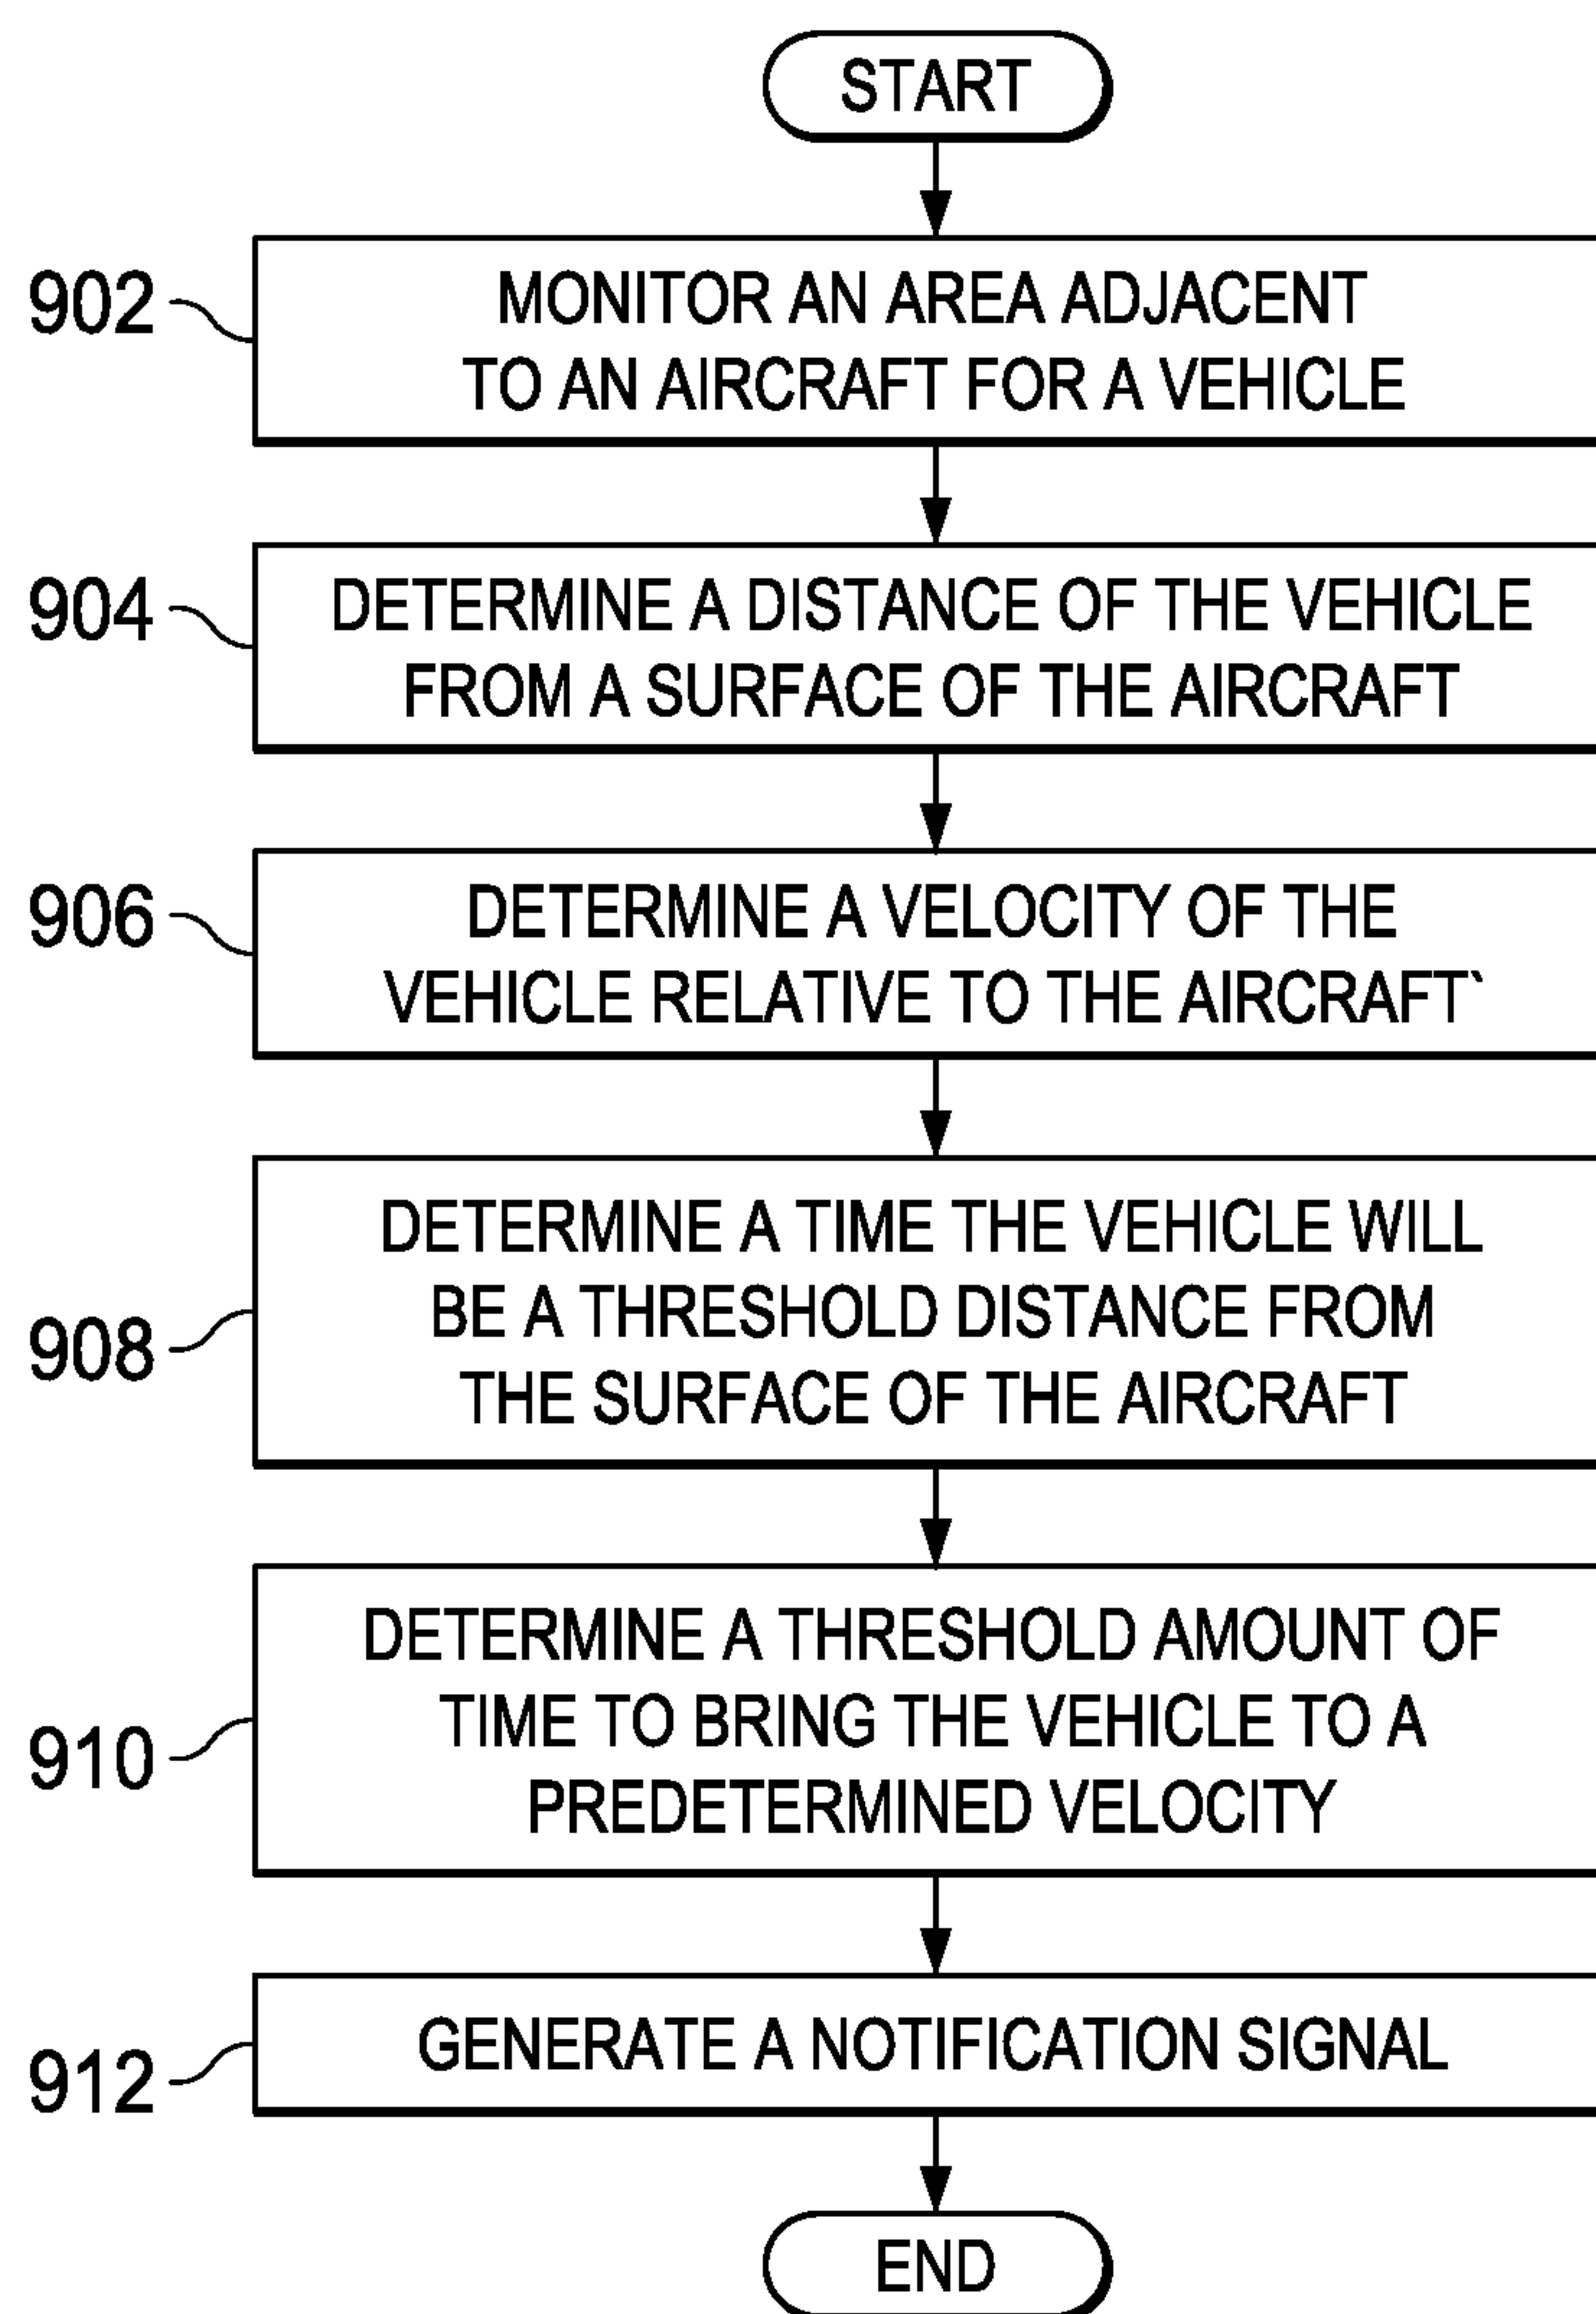 START
902
MONITOR AN AREA ADJACENT
TO AN AIRCRAFT FOR A VEHICLE
904
DETERMINE A DISTANCE OF THE VEHICLE
FROM A SURFACE OF THE AIRCRAFT
906
DETERMINE A VELOCITY OF THE
VEHICLE RELATIVE TO THE AIRCRAFT`
908
DETERMINE A TIME THE VEHICLE WILL
BE A THRESHOLD DISTANCE FROM
THE SURFACE OF THE AIRCRAFT
910
DETERMINE A THRESHOLD AMOUNT OF
TIME TO BRING THE VEHICLE TO A
PREDETERMINED VELOCITY
912
GENERATE A NOTIFICATION SIGNAL
END